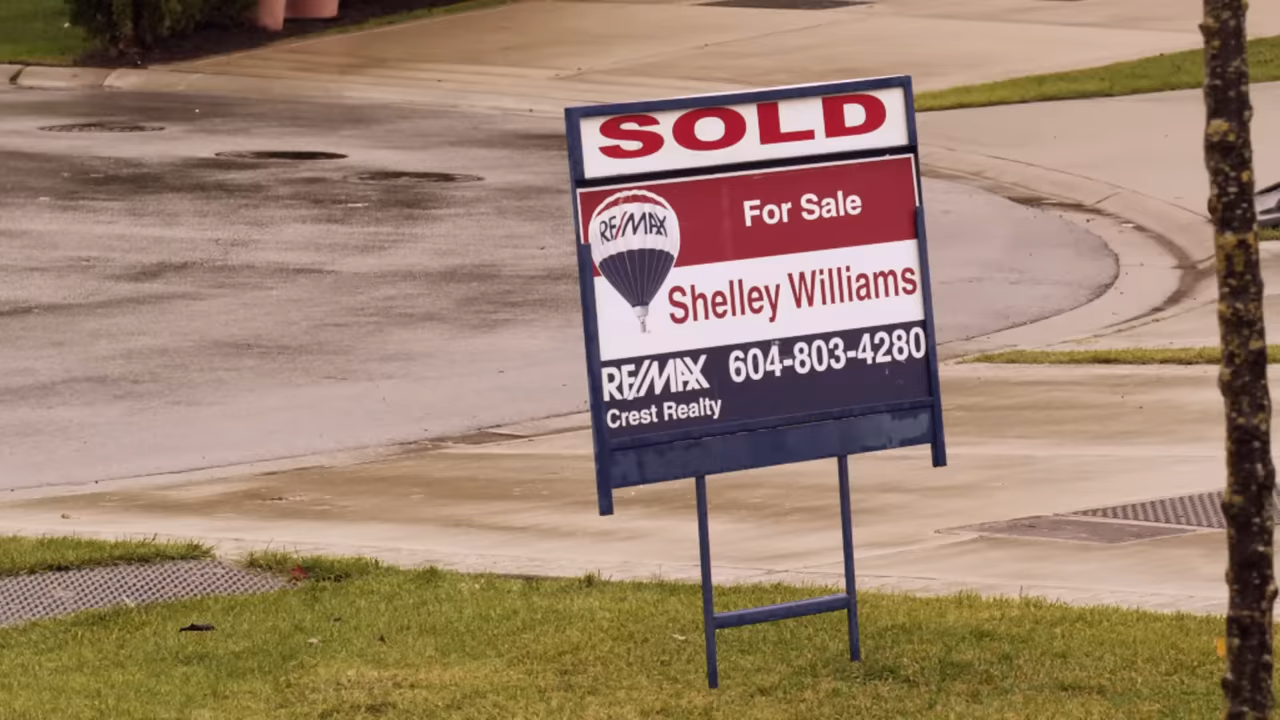 SOLD
For Sale
RE/MAX
Shelley Williams
RE/MAX 604-803-4280
Crest Realty